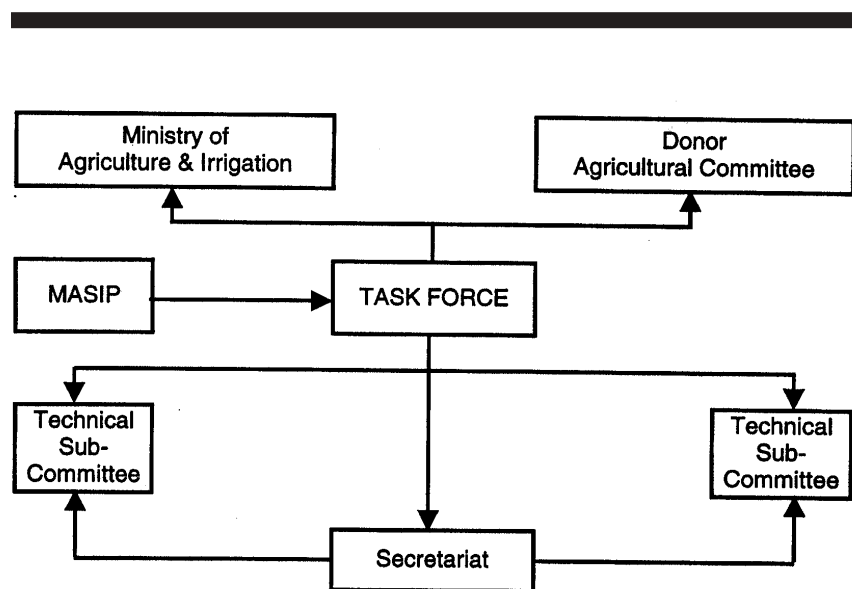 Ministry of
Agriculture & Irrigation
Donor
Agricultural Committee
MASIP
TASK FORCE
Technical
Sub-
Committee
Technical
Sub-
Committee
Secretariat